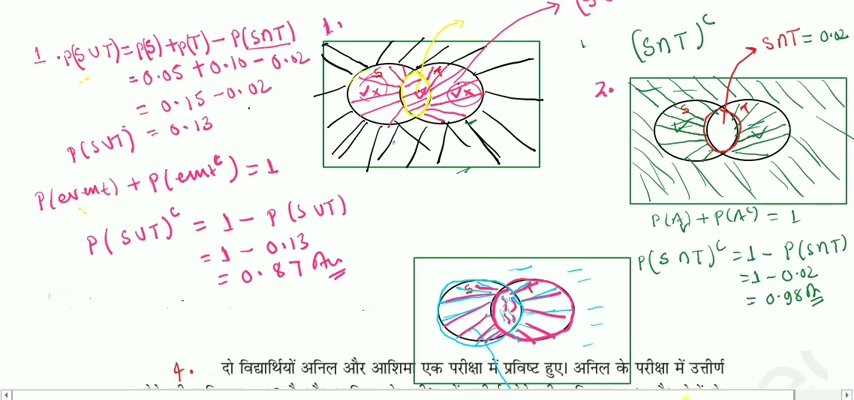 1. P(S∪T) = P(S) + P(T) − P(S∩T)
= 0.05 + 0.10 − 0.02
= 0.15 − 0.02
P(S∪T) = 0.13
P(event) + P(event^c) = 1
P(S∪T)^c = 1 − P(S∪T)
= 1 − 0.13
= 0.87 Ans
1.
S T
(S∩T)^c
S∩T = 0.02
2.
S T
P(A) + P(A^c) = 1
P(S∩T)^c = 1 − P(S∩T)
= 1 − 0.02
= 0.98
S T
4. दो विद्यार्थियों अनिल और आशिमा एक परीक्षा में प्रविष्ट हुए। अनिल के परीक्षा में उत्तीर्ण